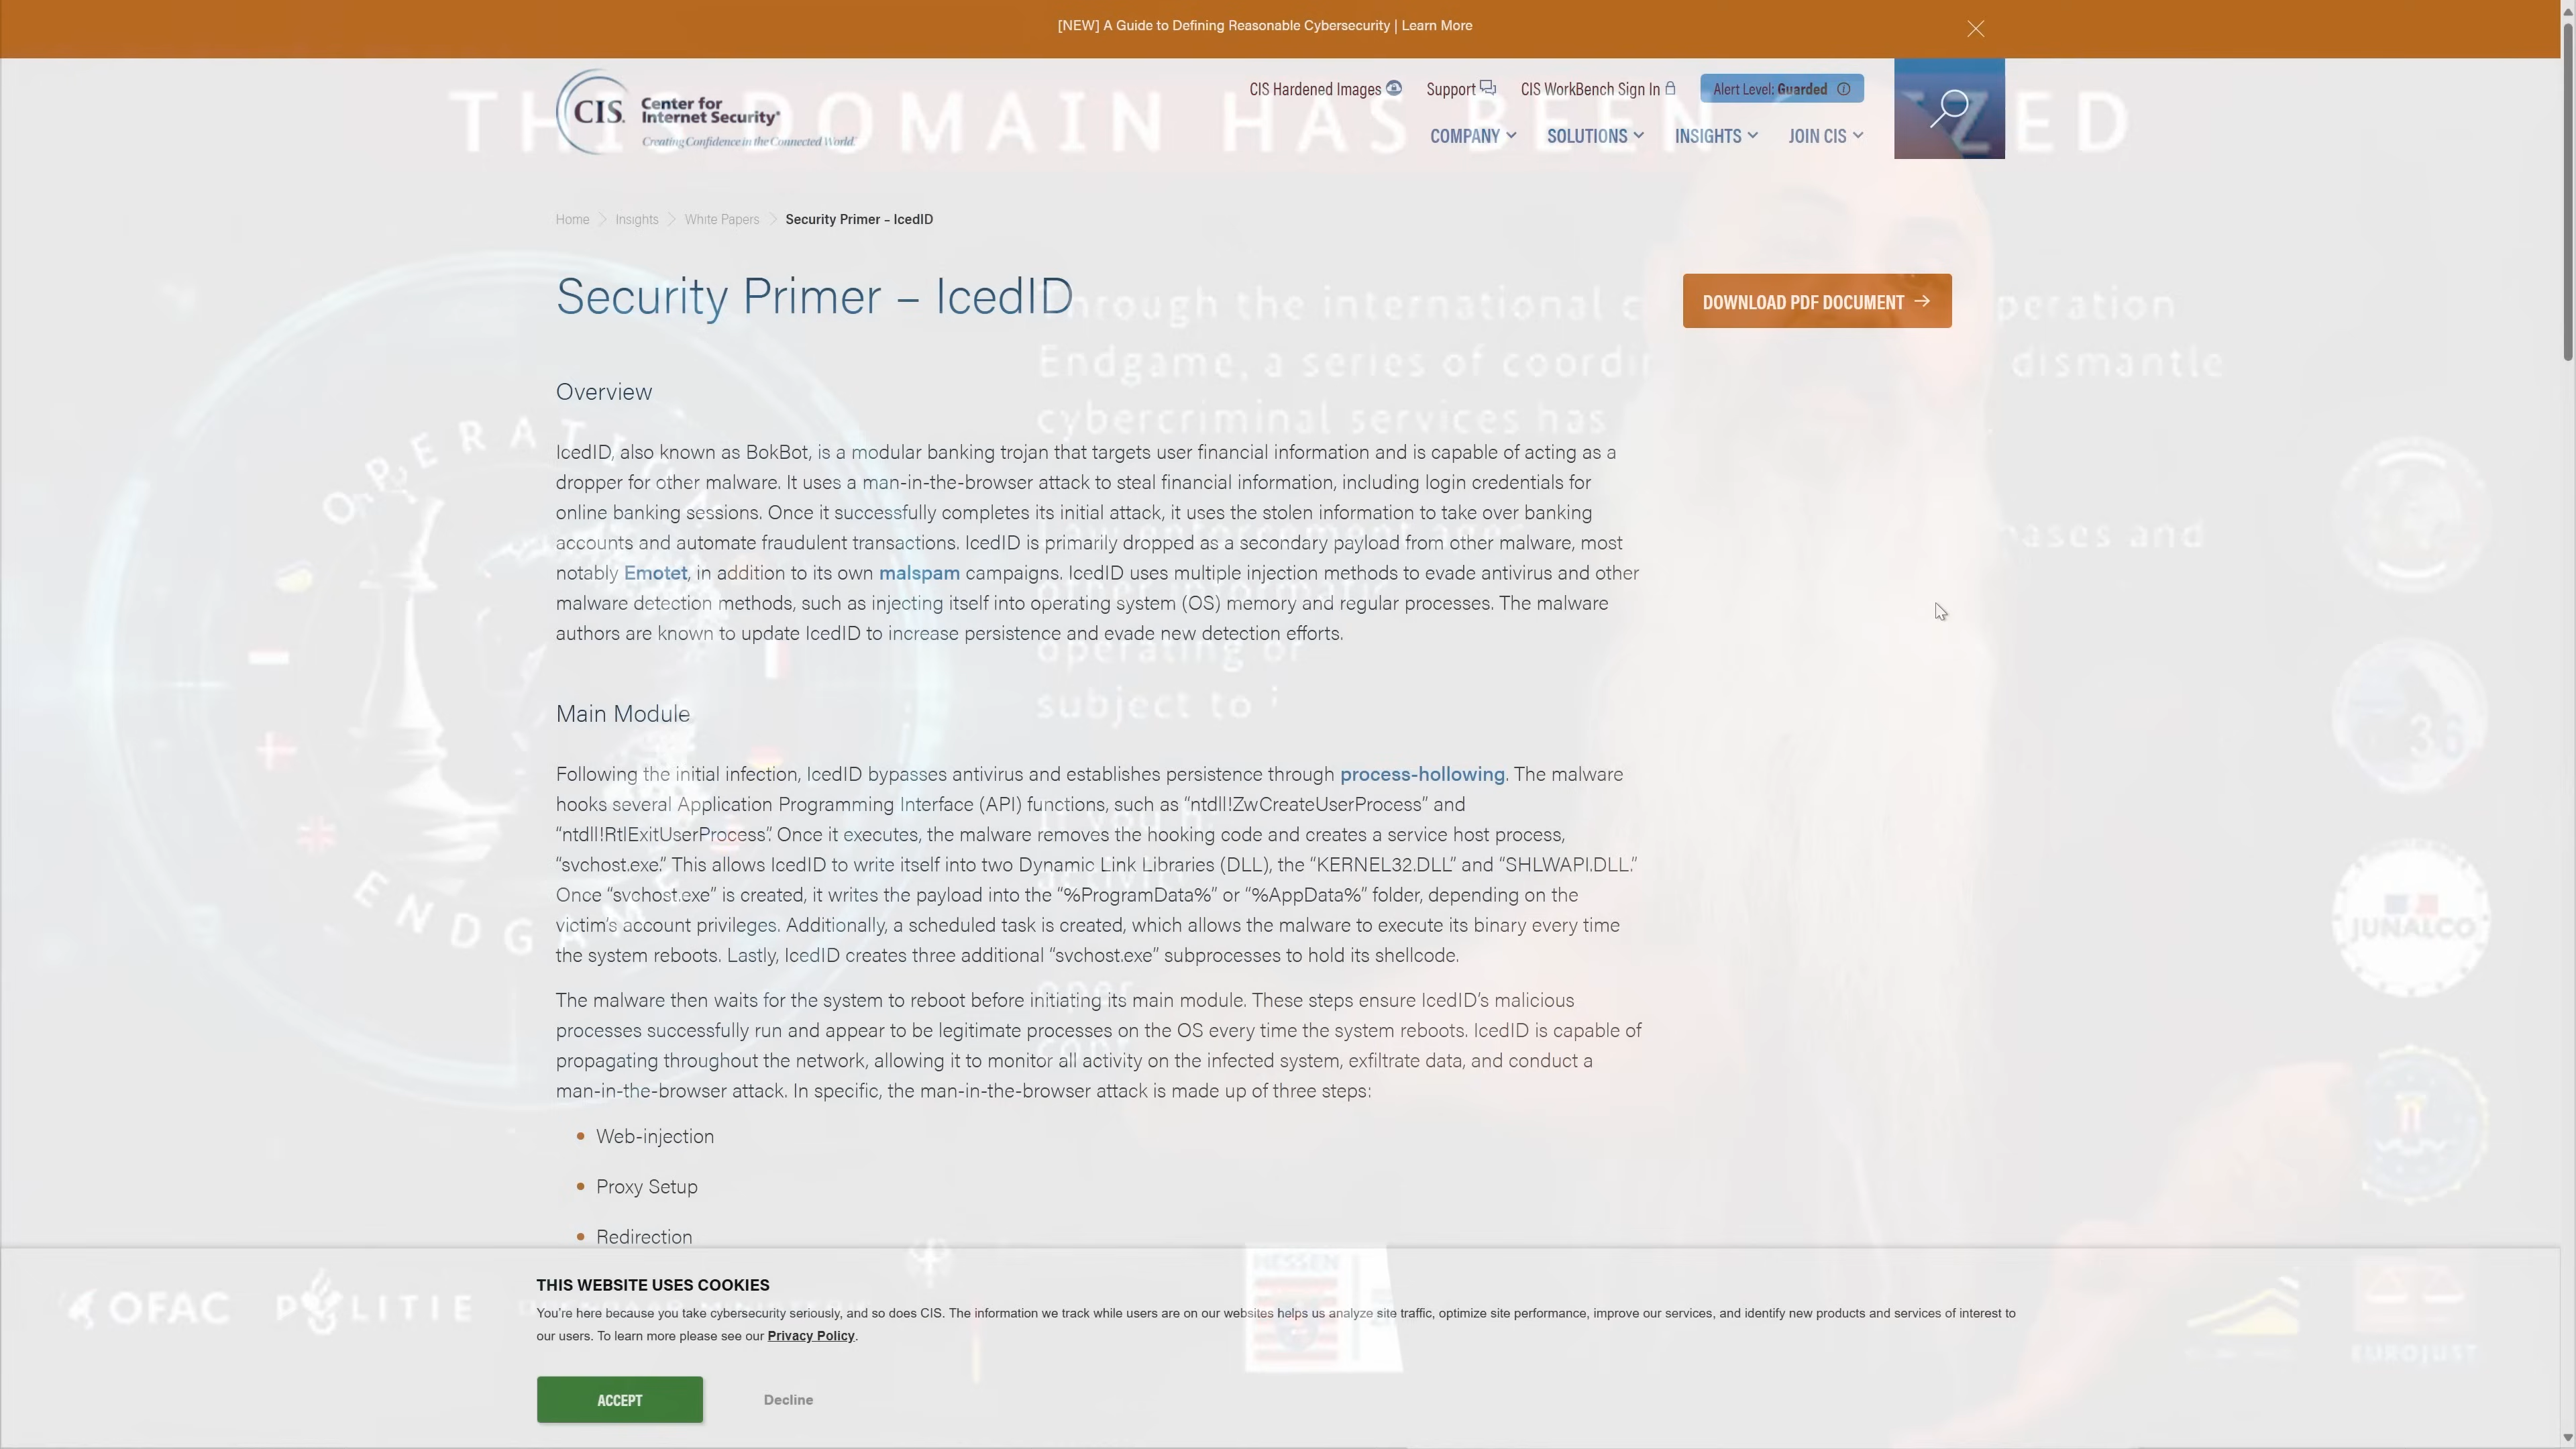 [NEW] A Guide to Defining Reasonable Cybersecurity | Learn More
CIS Hardened Images
Support
CIS WorkBench Sign In
Alert Level: Guarded
CIS.
Center for
Internet Security®
Creating Confidence in the Connected World.
COMPANY
SOLUTIONS
INSIGHTS
JOIN CIS
THIS DOMAIN HAS BEEN ZED
Home
Insights
White Papers
Security Primer – IcedID
Security Primer – IcedID
DOWNLOAD PDF DOCUMENT
through the international c peration
Endgame, a series of coordi dismantle
cybercriminal services has
Overview
IcedID, also known as BokBot, is a modular banking trojan that targets user financial information and is capable of acting as a
dropper for other malware. It uses a man-in-the-browser attack to steal financial information, including login credentials for
online banking sessions. Once it successfully completes its initial attack, it uses the stolen information to take over banking
accounts and automate fraudulent transactions. IcedID is primarily dropped as a secondary payload from other malware, most
notably Emotet, in addition to its own malspam campaigns. IcedID uses multiple injection methods to evade antivirus and other
malware detection methods, such as injecting itself into operating system (OS) memory and regular processes. The malware
authors are known to update IcedID to increase persistence and evade new detection efforts.
operating or
subject to
OPERATION
ENDGAME
Main Module
Following the initial infection, IcedID bypasses antivirus and establishes persistence through process-hollowing. The malware
hooks several Application Programming Interface (API) functions, such as “ntdll!ZwCreateUserProcess” and
“ntdll!RtlExitUserProcess”. Once it executes, the malware removes the hooking code and creates a service host process,
“svchost.exe.” This allows IcedID to write itself into two Dynamic Link Libraries (DLL), the “KERNEL32.DLL” and “SHLWAPI.DLL.”
Once “svchost.exe” is created, it writes the payload into the “%ProgramData%” or “%AppData%” folder, depending on the
victim’s account privileges. Additionally, a scheduled task is created, which allows the malware to execute its binary every time
the system reboots. Lastly, IcedID creates three additional “svchost.exe” subprocesses to hold its shellcode.
The malware then waits for the system to reboot before initiating its main module. These steps ensure IcedID’s malicious
processes successfully run and appear to be legitimate processes on the OS every time the system reboots. IcedID is capable of
propagating throughout the network, allowing it to monitor all activity on the infected system, exfiltrate data, and conduct a
man-in-the-browser attack. In specific, the man-in-the-browser attack is made up of three steps:
Web-injection
Proxy Setup
Redirection
36
JUNALCO
THIS WEBSITE USES COOKIES
You’re here because you take cybersecurity seriously, and so does CIS. The information we track while users are on our websites helps us analyze site traffic, optimize site performance, improve our services, and identify new products and services of interest to
our users. To learn more please see our Privacy Policy.
ACCEPT
Decline
OFAC
POLITIE
HESSEN
EUROJUST